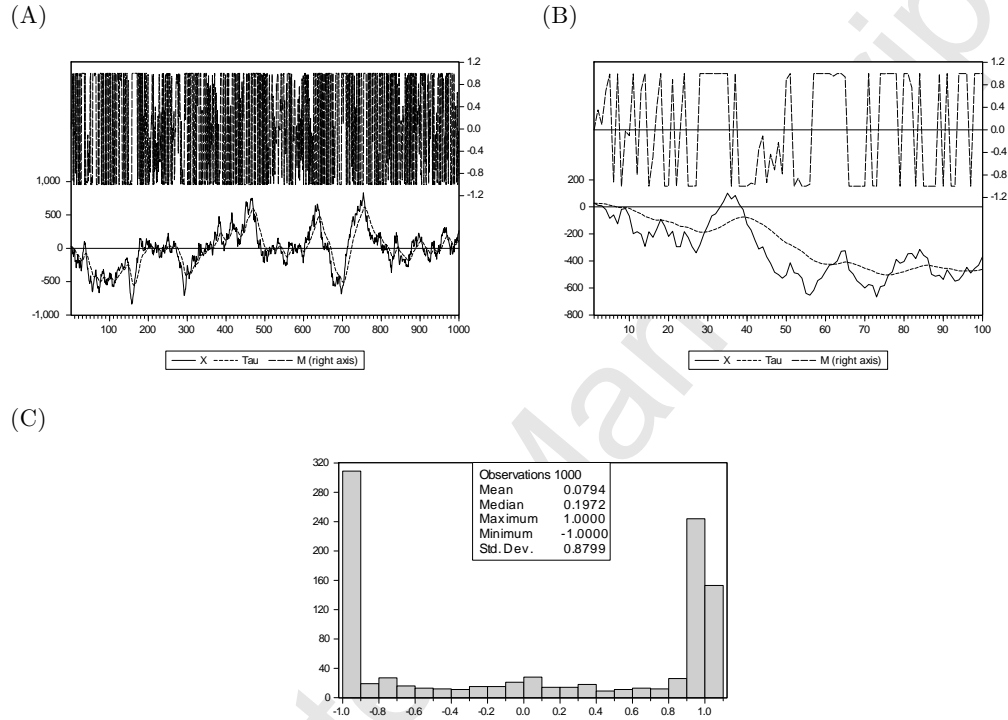 (A)
(B)
1.2
0.8
0.4
0.0
-0.4
-0.8
-1.2
1,000
500
0
-500
-1,000
100 200 300 400 500 600 700 800 900 1000
X Tau M (right axis)
1.2
0.8
0.4
0.0
-0.4
-0.8
-1.2
200
0
-200
-400
-600
-800
10 20 30 40 50 60 70 80 90 100
X Tau M (right axis)
(C)
320
280
240
200
160
120
80
40
0
-1.0 -0.8 -0.6 -0.4 -0.2 0.0 0.2 0.4 0.6 0.8 1.0
Observations 1000
Mean 0.0794
Median 0.1972
Maximum 1.0000
Minimum -1.0000
Std. Dev. 0.8799